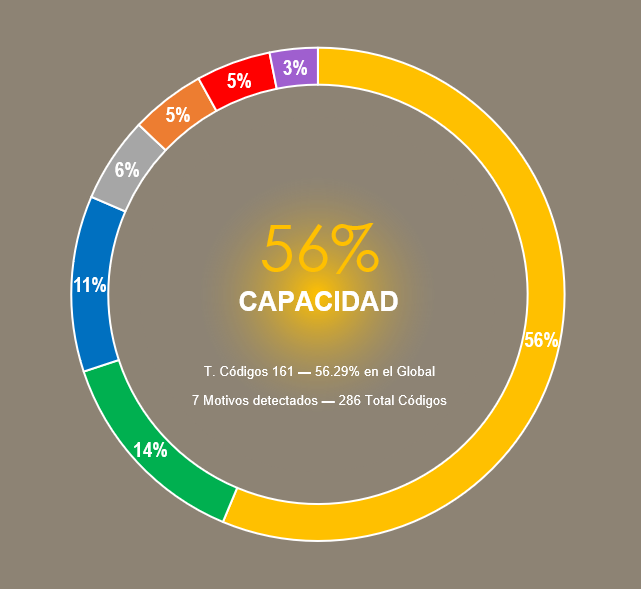 3%
5%
5%
6%
56%
11%
CAPACIDAD
56%
T. Códigos 161 — 56.29% en el Global
7 Motivos detectados — 286 Total Códigos
14%